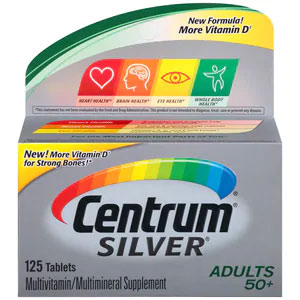 New Formula!
More Vitamin D†
HEART HEALTH*
BRAIN HEALTH*
EYE HEALTH*
WHOLE BODY
HEALTH*
New! More Vitamin D†
for Strong Bones!*
Centrum®
SILVER®
125 Tablets
Multivitamin/Multimineral Supplement
ADULTS
50+